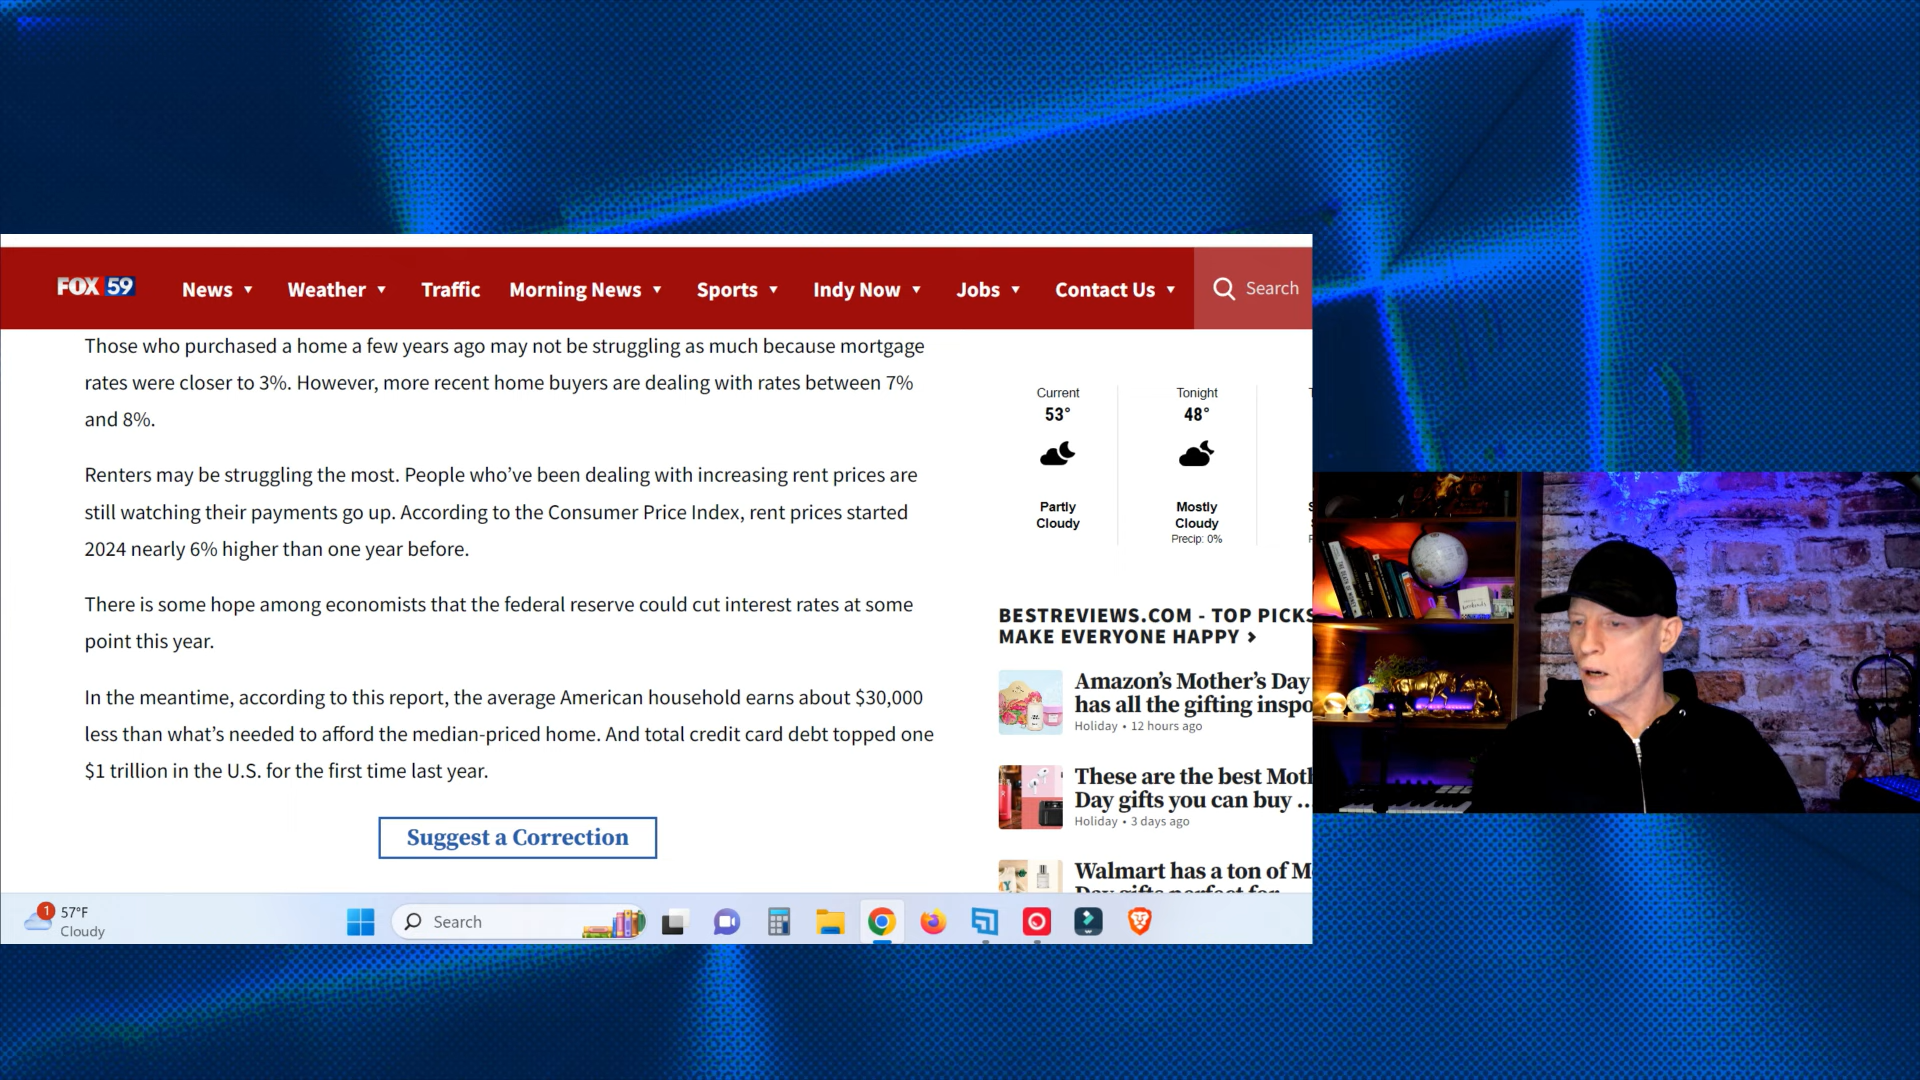 FOX 59
News
Weather
Traffic
Morning News
Sports
Indy Now
Jobs
Contact Us
Search
Those who purchased a home a few years ago may not be struggling as much because mortgage
rates were closer to 3%. However, more recent home buyers are dealing with rates between 7%
and 8%.
Renters may be struggling the most. People who’ve been dealing with increasing rent prices are
still watching their payments go up. According to the Consumer Price Index, rent prices started
2024 nearly 6% higher than one year before.
There is some hope among economists that the federal reserve could cut interest rates at some
point this year.
In the meantime, according to this report, the average American household earns about $30,000
less than what’s needed to afford the median-priced home. And total credit card debt topped one
$1 trillion in the U.S. for the first time last year.
Suggest a Correction
Current
53°
Partly
Cloudy
Tonight
48°
Mostly
Cloudy
Precip: 0%
BESTREVIEWS.COM - TOP PICKS
MAKE EVERYONE HAPPY
Amazon’s Mother’s Day
has all the gifting inspo
Holiday • 12 hours ago
These are the best Moth
Day gifts you can buy ...
Holiday • 3 days ago
Walmart has a ton of M
Day gifts perfect for
1
57°F
Cloudy
Search